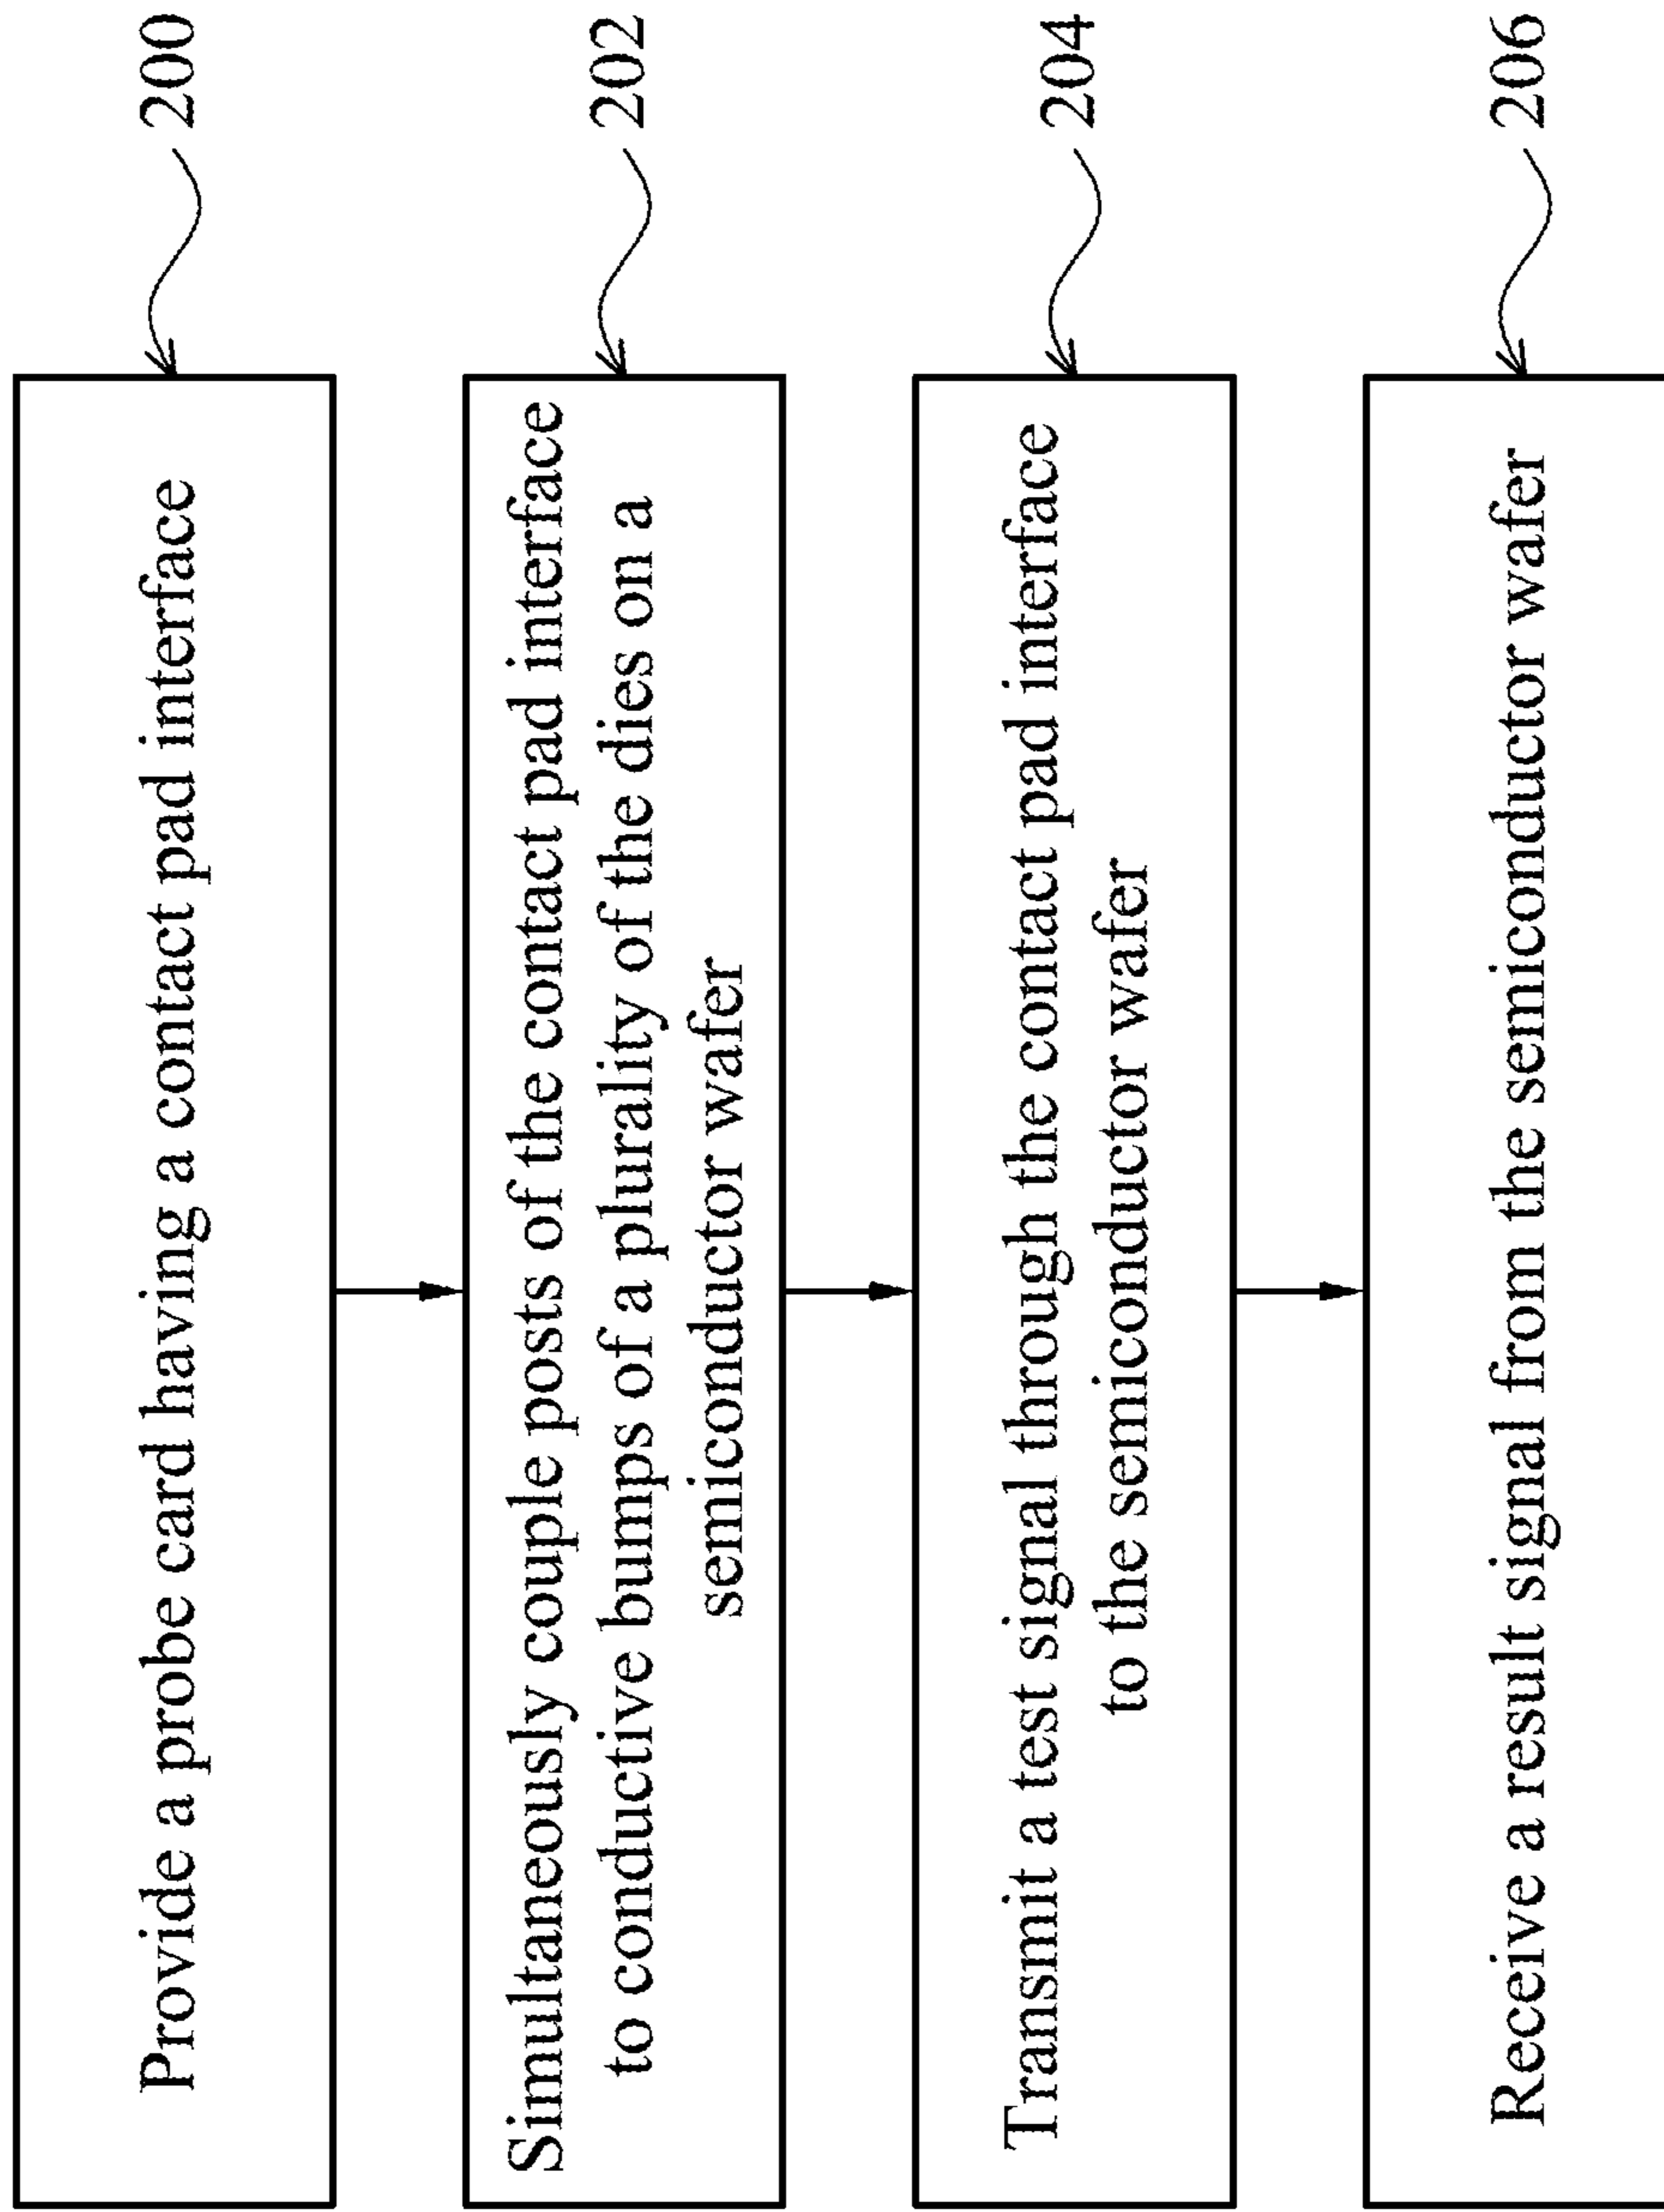 Provide a probe card having a contact pad interface
200
Simultaneously couple posts of the contact pad interface
to conductive bumps of a plurality of the dies on a
semiconductor wafer
202
Transmit a test signal through the contact pad interface
to the semiconductor wafer
204
Receive a result signal from the semiconductor wafer
206